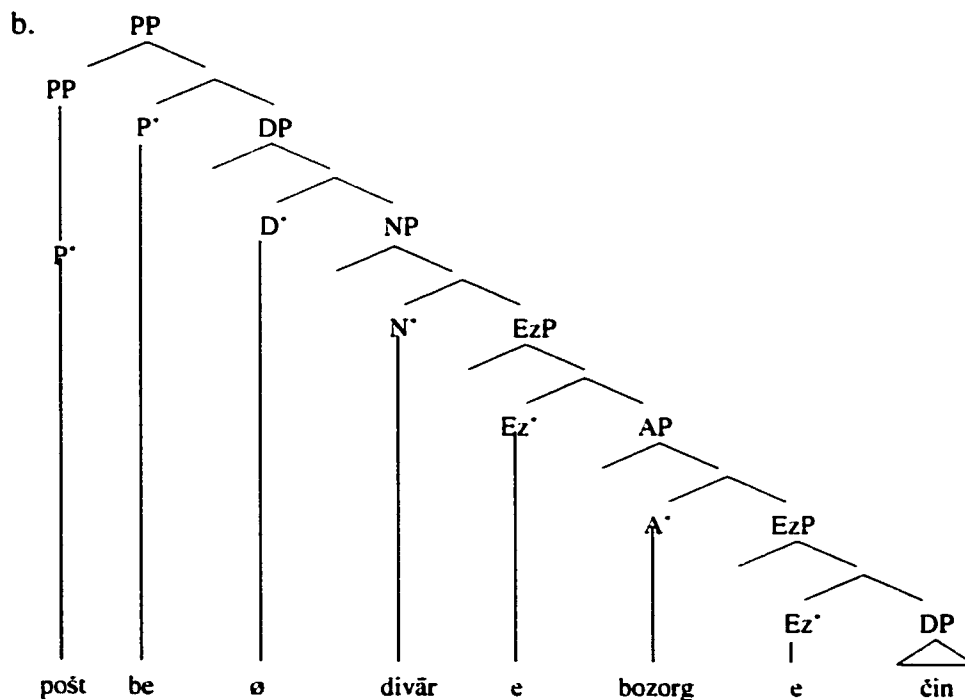 b.
PP
PP
P˙
DP
D˙
NP
P˙
N˙
EzP
Ez˙
AP
A˙
EzP
Ez˙
DP
pošt be ø divār e bozorg e čin